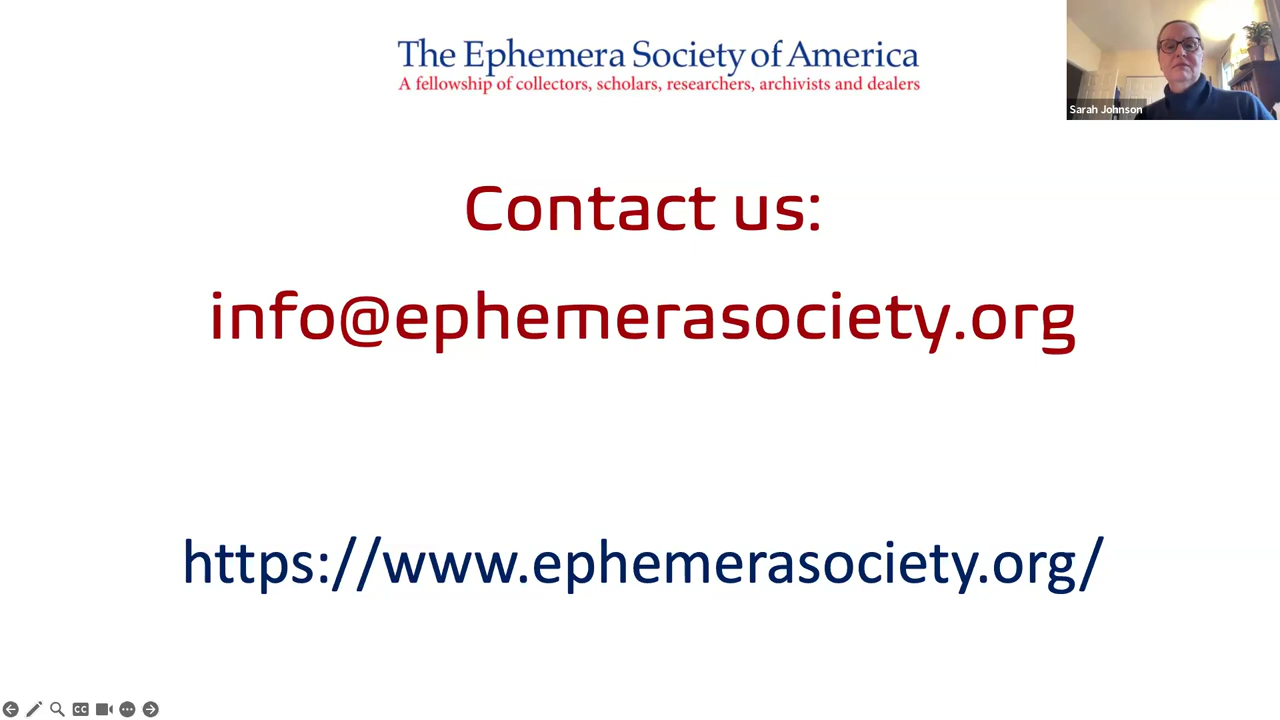 The Ephemera Society of America
A fellowship of collectors, scholars, researchers, archivists and dealers
Sarah Johnson
Contact us:
info@ephemerasociety.org
https://www.ephemerasociety.org/
CC